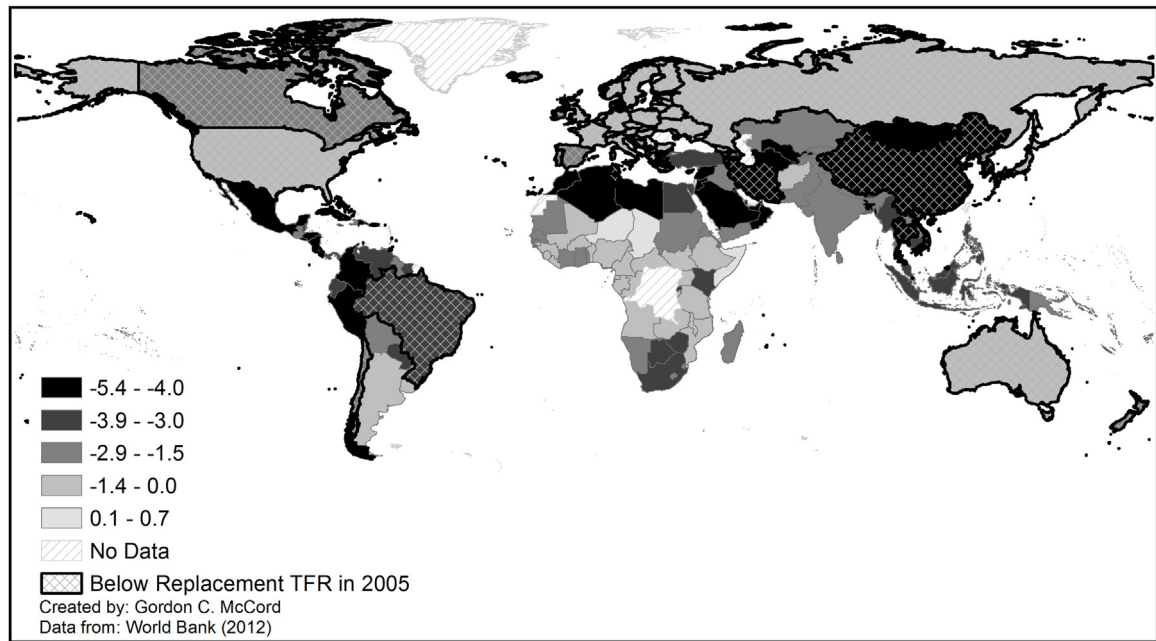 -5.4 - -4.0
-3.9 - -3.0
-2.9 - -1.5
-1.4 - 0.0
0.1 - 0.7
No Data
Below Replacement TFR in 2005
Created by: Gordon C. McCord
Data from: World Bank (2012)